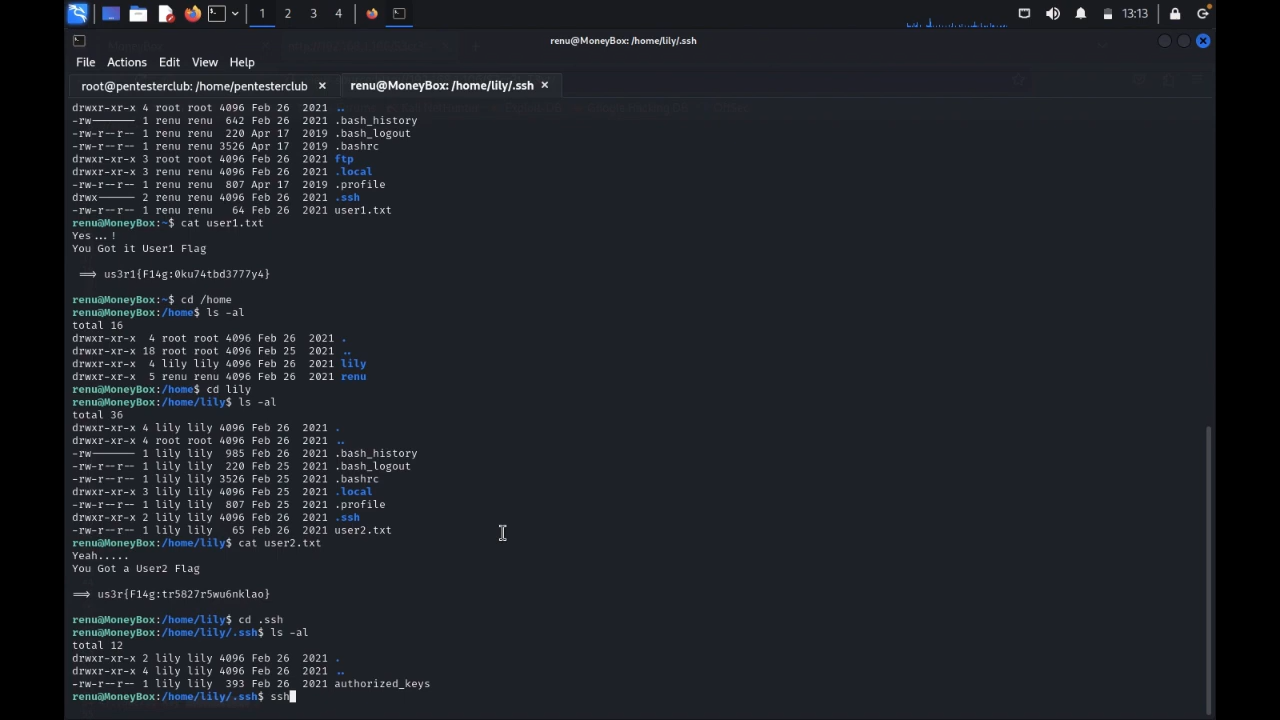 1 2 3 4 13:13
renu@MoneyBox: /home/lily/.ssh
File Actions Edit View Help
root@pentesterclub: /home/pentesterclub × renu@MoneyBox: /home/lily/.ssh ×
drwxr-xr-x 4 root root 4096 Feb 26 2021 ..
-rw------- 1 renu renu 642 Feb 26 2021 .bash_history
-rw-r--r-- 1 renu renu 220 Apr 17 2019 .bash_logout
-rw-r--r-- 1 renu renu 3526 Apr 17 2019 .bashrc
drwxr-xr-x 3 root root 4096 Feb 26 2021 ftp
drwxr-xr-x 3 renu renu 4096 Feb 26 2021 .local
-rw-r--r-- 1 renu renu 807 Apr 17 2019 .profile
drwx------ 2 renu renu 4096 Feb 26 2021 .ssh
-rw-r--r-- 1 renu renu 64 Feb 26 2021 user1.txt
renu@MoneyBox:~$ cat user1.txt
Yes...!
You Got it User1 Flag
==> us3r1{F14g:0ku74tbd3777y4}
renu@MoneyBox:~$ cd /home
renu@MoneyBox:/home$ ls -al
total 16
drwxr-xr-x 4 root root 4096 Feb 26 2021 .
drwxr-xr-x 18 root root 4096 Feb 25 2021 ..
drwxr-xr-x 4 lily lily 4096 Feb 26 2021 lily
drwxr-xr-x 5 renu renu 4096 Feb 26 2021 renu
renu@MoneyBox:/home$ cd lily
renu@MoneyBox:/home/lily$ ls -al
total 36
drwxr-xr-x 4 lily lily 4096 Feb 26 2021 .
drwxr-xr-x 4 root root 4096 Feb 26 2021 ..
-rw------- 1 lily lily 985 Feb 26 2021 .bash_history
-rw-r--r-- 1 lily lily 220 Feb 25 2021 .bash_logout
-rw-r--r-- 1 lily lily 3526 Feb 25 2021 .bashrc
drwxr-xr-x 3 lily lily 4096 Feb 25 2021 .local
-rw-r--r-- 1 lily lily 807 Feb 25 2021 .profile
drwxr-xr-x 2 lily lily 4096 Feb 26 2021 .ssh
-rw-r--r-- 1 lily lily 65 Feb 26 2021 user2.txt
renu@MoneyBox:/home/lily$ cat user2.txt
Yeah.....
You Got a User2 Flag
==> us3r{F14g:tr5827r5wu6nklao}
renu@MoneyBox:/home/lily$ cd .ssh
renu@MoneyBox:/home/lily/.ssh$ ls -al
total 12
drwxr-xr-x 2 lily lily 4096 Feb 26 2021 .
drwxr-xr-x 4 lily lily 4096 Feb 26 2021 ..
-rw-r--r-- 1 lily lily 393 Feb 26 2021 authorized_keys
renu@MoneyBox:/home/lily/.ssh$ ssh